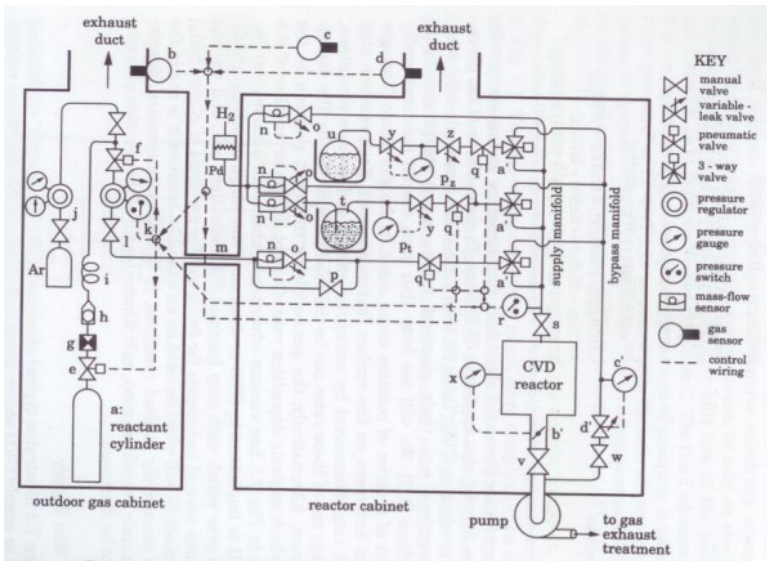 exhaust
duct
b
c
d
exhaust
duct
KEY
manual
valve
variable -
leak valve
pneumatic
valve
3 - way
valve
pressure
regulator
pressure
gauge
pressure
switch
mass-flow
sensor
gas
sensor
control
wiring
f
j
k
l
Ar
i
h
g
e
a:
reactant
cylinder
outdoor gas cabinet
m
H2
Pd
n
o
u
y
z
q
a'
n
o
n
o
t
y
Pz
q
a'
n
o
p
Pt
q
a'
r
s
supply manifold
bypass manifold
x
CVD
reactor
b'
v
c'
d'
w
reactor cabinet
pump
to gas
exhaust
treatment